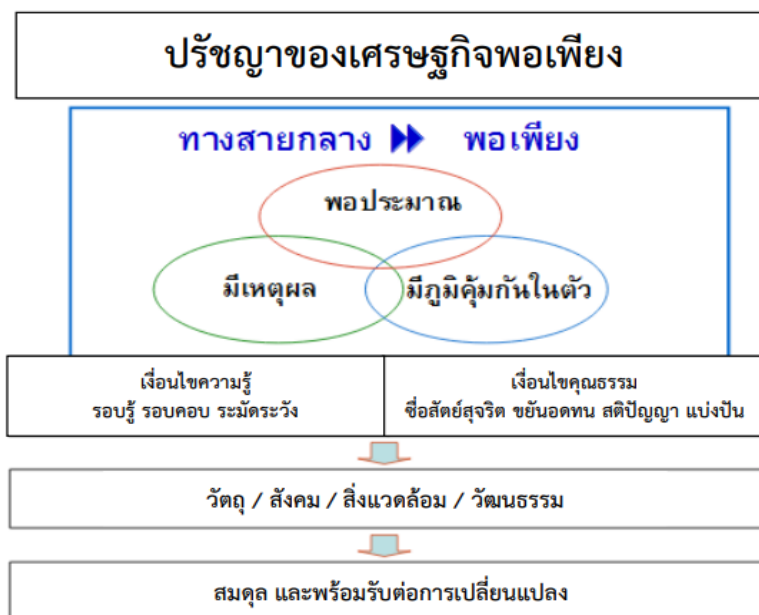 ปรัชญาของเศรษฐกิจพอเพียง
ทางสายกลาง พอเพียง
พอประมาณ
มีเหตุผล
มีภูมิคุ้มกันในตัว
เงื่อนไขความรู้
รอบรู้ รอบคอบ ระมัดระวัง
เงื่อนไขคุณธรรม
ซื่อสัตย์สุจริต ขยันอดทน สติปัญญา แบ่งปัน
วัตถุ / สังคม / สิ่งแวดล้อม / วัฒนธรรม
สมดุล และพร้อมรับต่อการเปลี่ยนแปลง